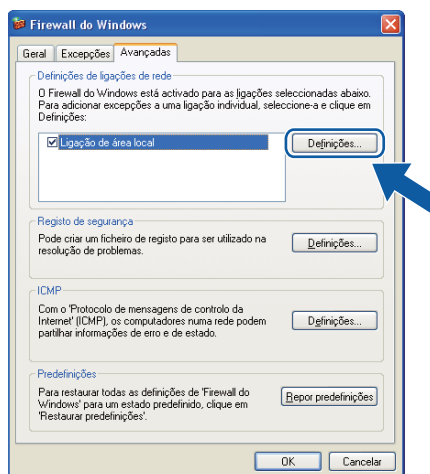 Firewall do Windows
Geral Excepções Avançadas
Definições de ligações de rede
O Firewall do Windows está activado para as ligações seleccionadas abaixo.
Para adicionar excepções a uma ligação individual, seleccione-a e clique em
Definições:
Ligação de área local
Definições...
Registo de segurança
Pode criar um ficheiro de registo para ser utilizado na
resolução de problemas.
Definições...
ICMP
Com o 'Protocolo de mensagens de controlo da
Internet' (ICMP), os computadores numa rede podem
partilhar informações de erro e de estado.
Definições...
Predefinições
Para restaurar todas as definições de 'Firewall do
Windows' para um estado predefinido, clique em
'Restaurar predefinições'.
Repor predefinições
OK Cancelar